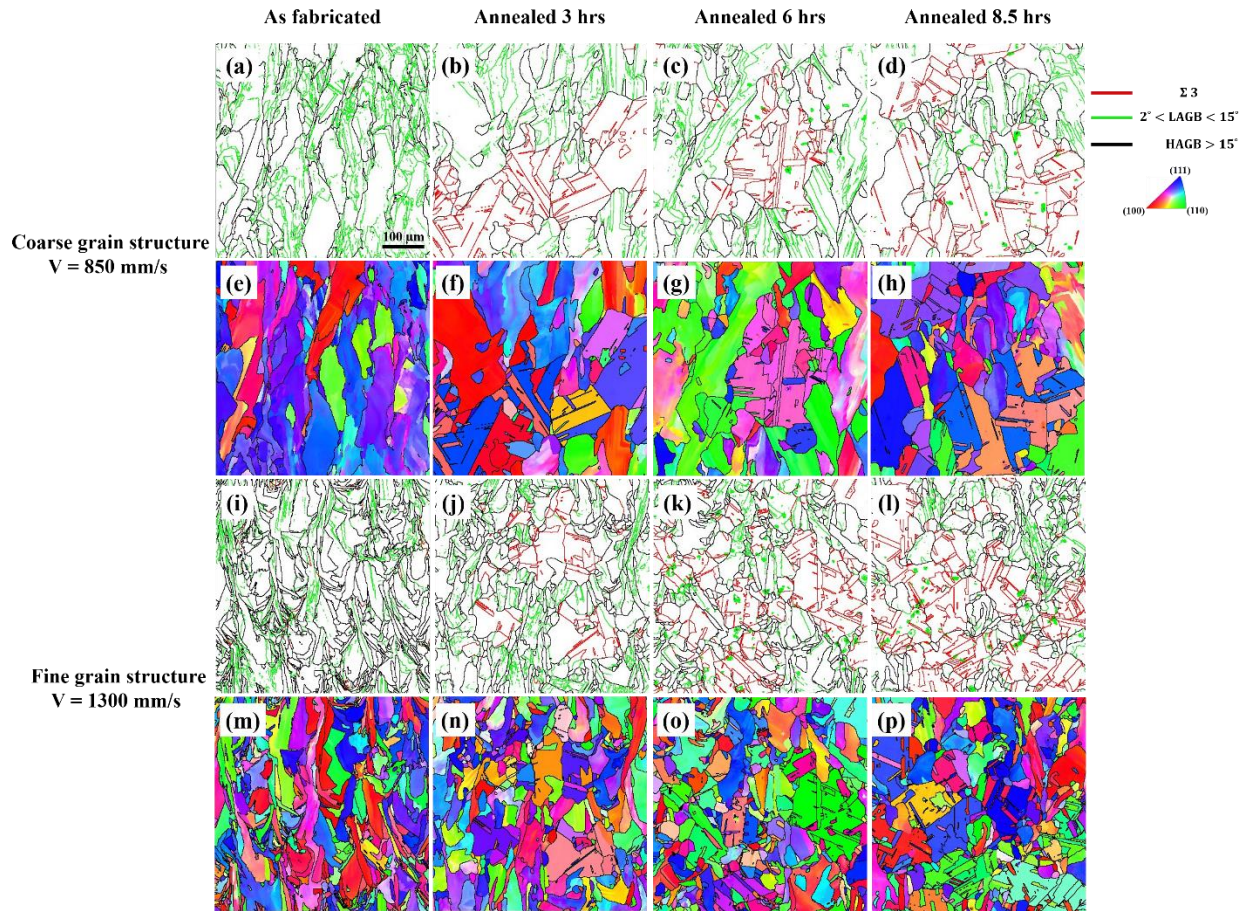 As fabricated
Annealed 3 hrs
Annealed 6 hrs
Annealed 8.5 hrs
(a)
(b)
(c)
(d)
100 μm
Σ 3
2° < LAGB < 15°
HAGB > 15°
(111)
(100)
(110)
Coarse grain structure
V = 850 mm/s
(e)
(f)
(g)
(h)
(i)
(j)
(k)
(l)
Fine grain structure
V = 1300 mm/s
(m)
(n)
(o)
(p)